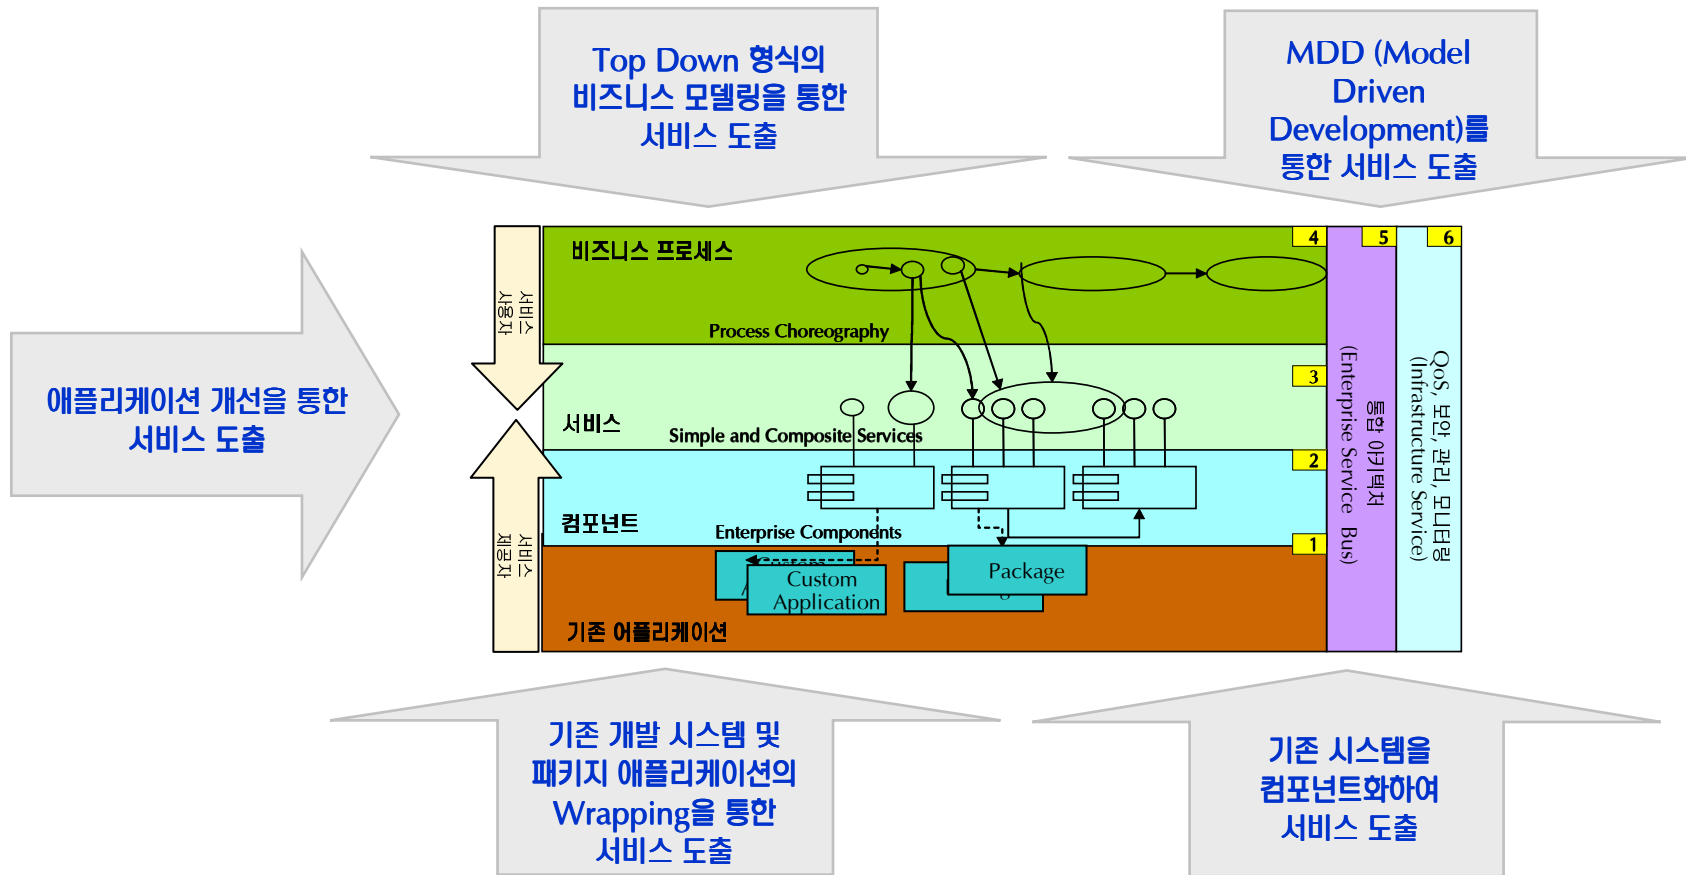 Top Down 형식의
비즈니스 모델링을 통한
서비스 도출
MDD (Model
Driven
Development)를
통한 서비스 도출
애플리케이션 개선을 통한
서비스 도출
서비스
사용자
서비스
제공자
비즈니스 프로세스
4
Process Choreography
3
서비스
Simple and Composite Services
2
컴포넌트
Enterprise Components
1
Custom
Custom
Application
Package
기존 어플리케이션
5
통합 아키텍처
(Enterprise Service Bus)
6
QoS, 보안, 관리, 모니터링
(Infrastructure Service)
기존 개발 시스템 및
패키지 애플리케이션의
Wrapping을 통한
서비스 도출
기존 시스템을
컴포넌트화하여
서비스 도출